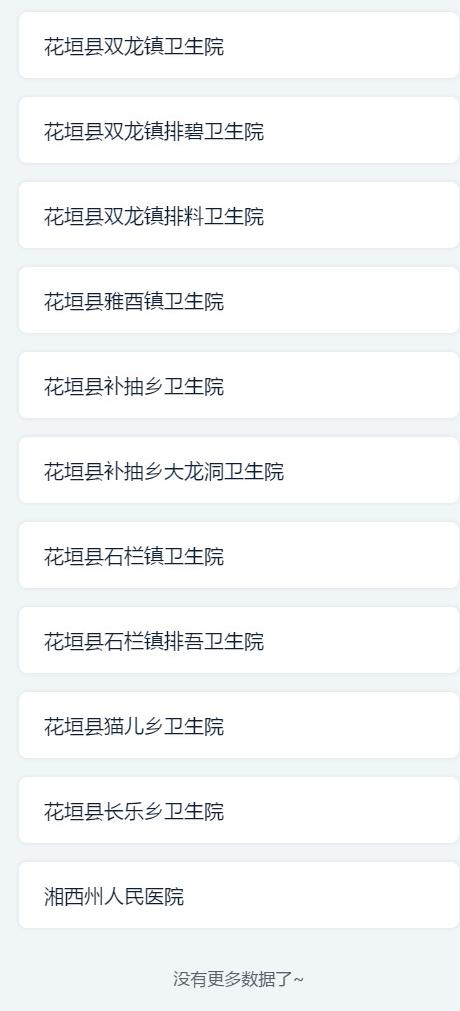 花垣县双龙镇卫生院
花垣县双龙镇排碧卫生院
花垣县双龙镇排料卫生院
花垣县雅酉镇卫生院
花垣县补抽乡卫生院
花垣县补抽乡大龙洞卫生院
花垣县石栏镇卫生院
花垣县石栏镇排吾卫生院
花垣县猫儿乡卫生院
花垣县长乐乡卫生院
湘西州人民医院
没有更多数据了~